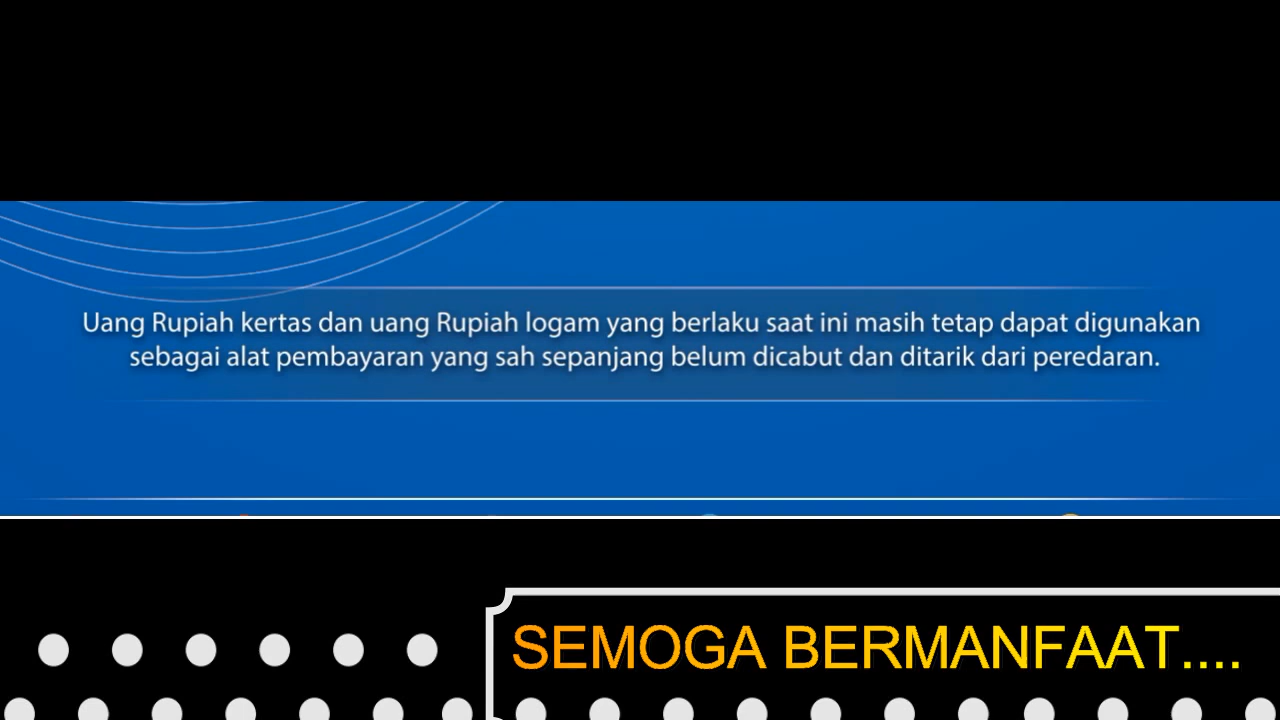 Uang Rupiah kertas dan uang Rupiah logam yang berlaku saat ini masih tetap dapat digunakan
sebagai alat pembayaran yang sah sepanjang belum dicabut dan ditarik dari peredaran.
SEMOGA BERMANFAAT....